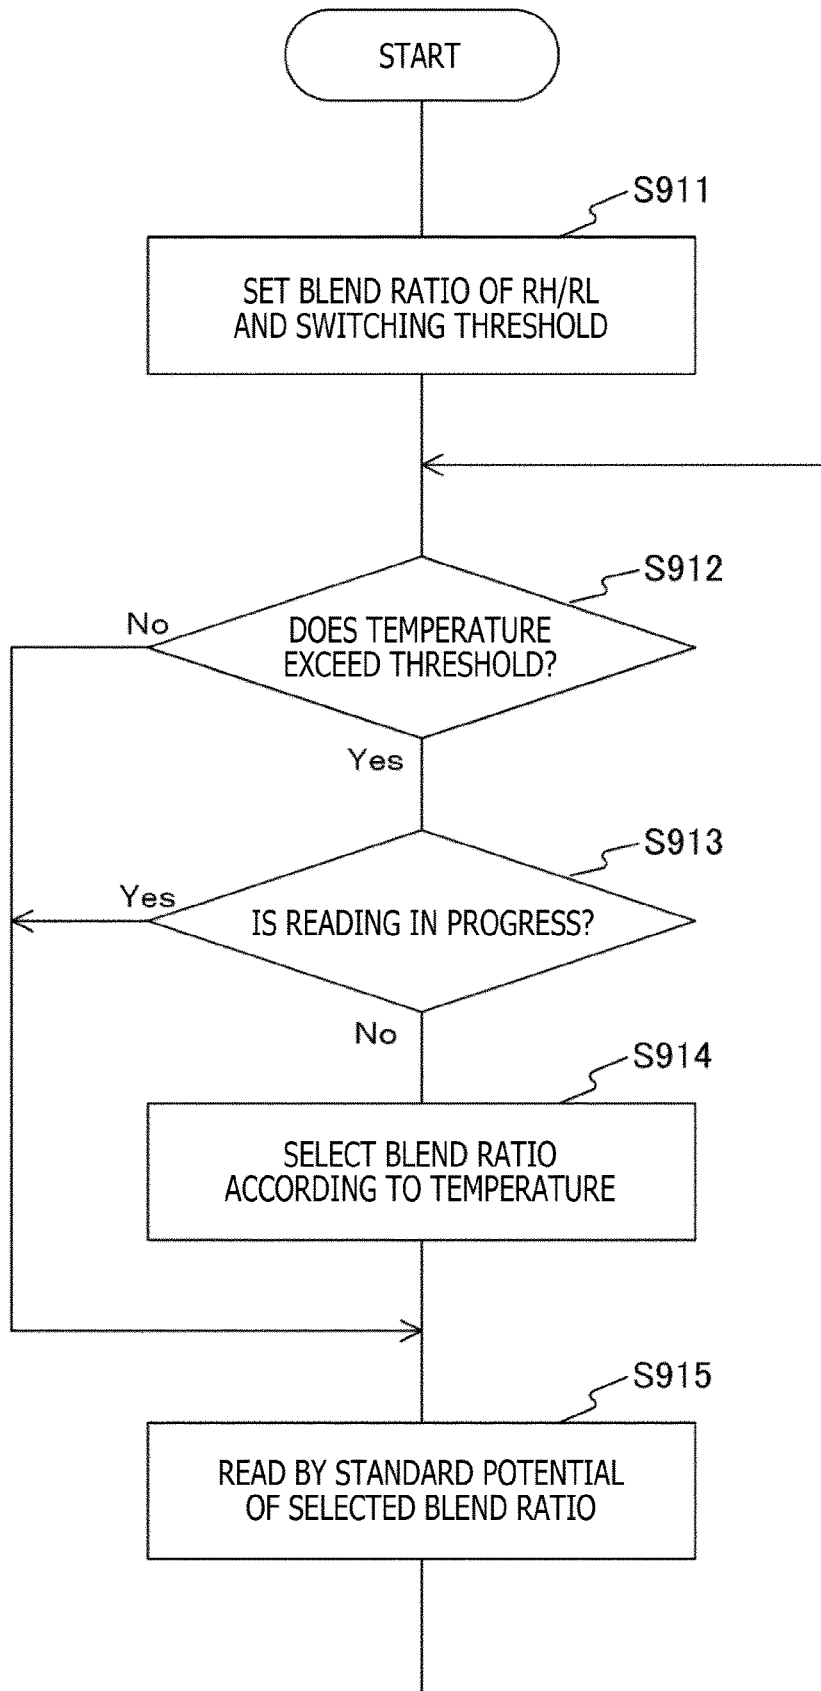 START
S911
SET BLEND RATIO OF RH/RL
AND SWITCHING THRESHOLD
S912
No
DOES TEMPERATURE
EXCEED THRESHOLD?
Yes
S913
Yes
IS READING IN PROGRESS?
No
S914
SELECT BLEND RATIO
ACCORDING TO TEMPERATURE
S915
READ BY STANDARD POTENTIAL
OF SELECTED BLEND RATIO